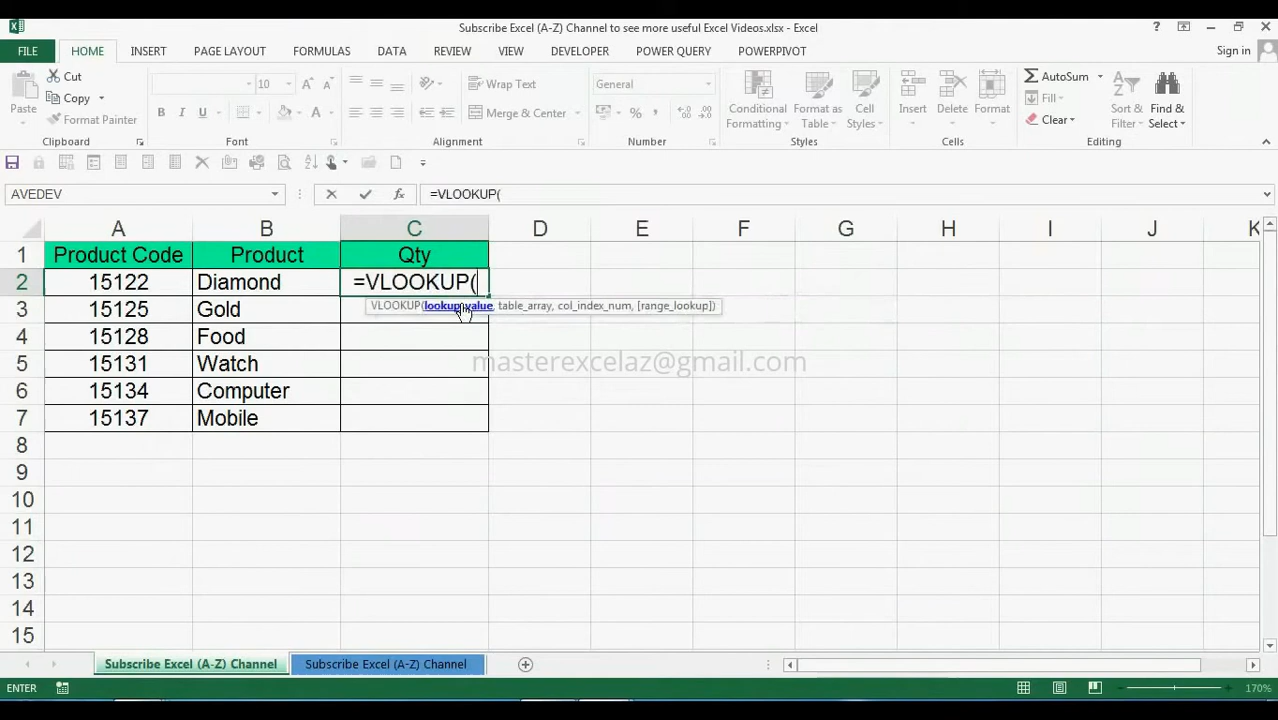 Subscribe Excel (A-Z) Channel to see more useful Excel Videos.xlsx - Excel
?
FILE HOME INSERT PAGE LAYOUT FORMULAS DATA REVIEW VIEW DEVELOPER POWER QUERY POWERPIVOT Sign in
Paste Cut Copy Format Painter
10 A A
B I U A
Wrap Text
Merge & Center
General
%
Conditional Formatting Format as Table Cell Styles
Insert Delete Format
AutoSum Fill Clear
Sort & Filter Find & Select
Clipboard Font Alignment Number Styles Cells Editing
AVEDEV fx =VLOOKUP(
A B C D E F G H I J K
1 Product Code Product Qty
2 15122 Diamond =VLOOKUP(
VLOOKUP(lookup_value, table_array, col_index_num, [range_lookup])
3 15125 Gold
4 15128 Food
masterexcelaz@gmail.com
5 15131 Watch
6 15134 Computer
7 15137 Mobile
8
9
10
11
12
13
14
15
Subscribe Excel (A-Z) Channel Subscribe Excel (A-Z) Channel
ENTER 170%